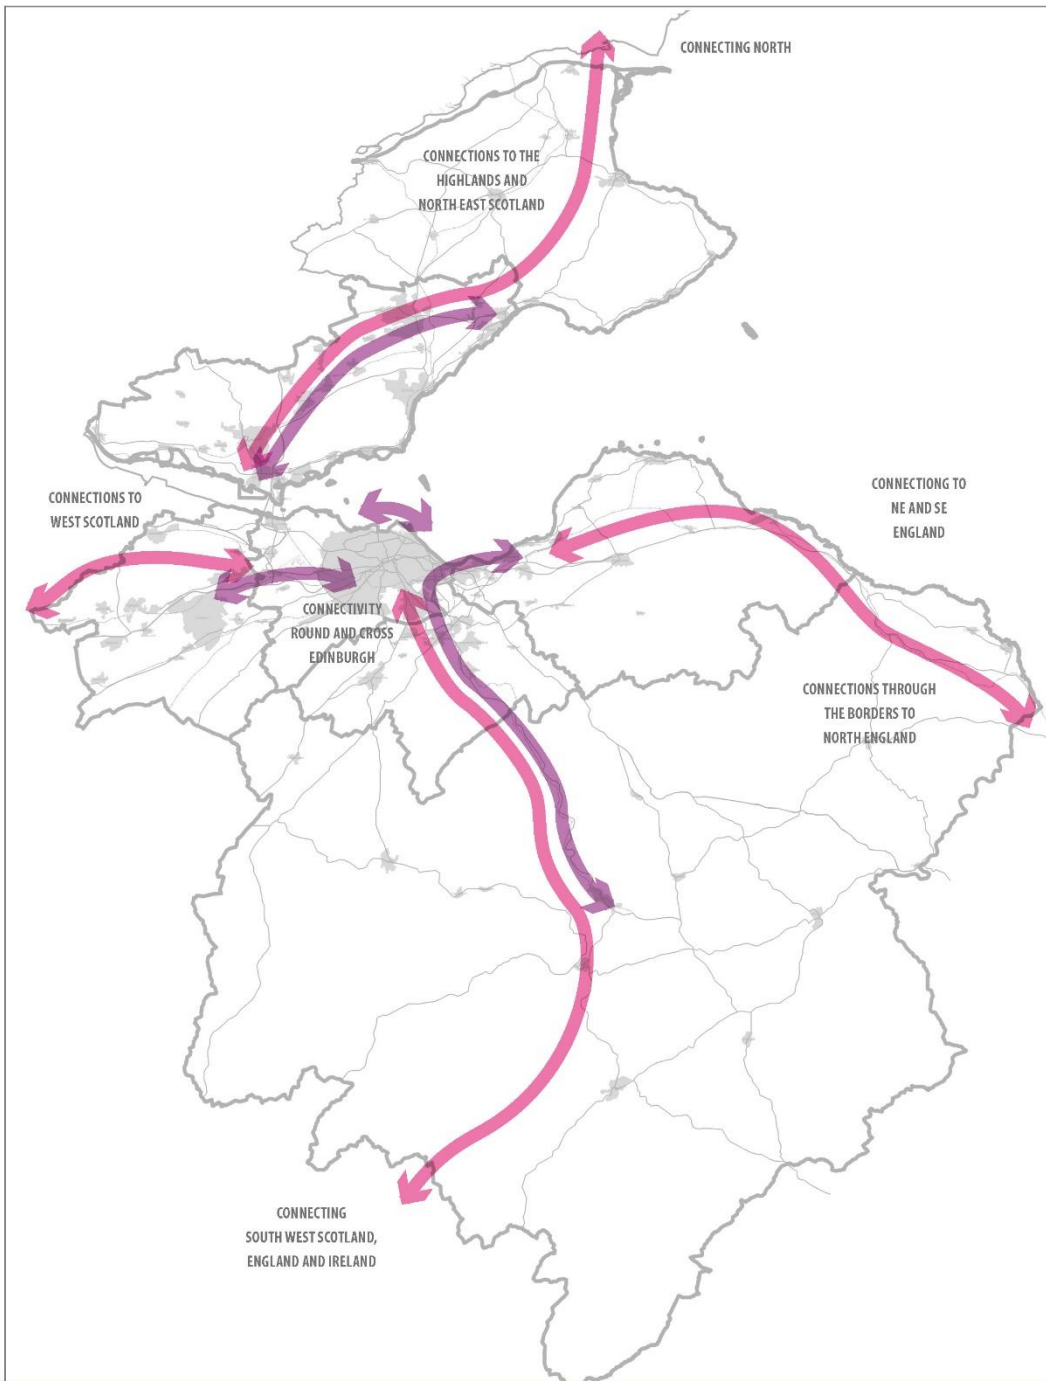 CONNECTING NORTH
CONNECTIONS TO THE
HIGHLANDS AND
NORTH EAST SCOTLAND
CONNECTIONS TO
WEST SCOTLAND
CONNECTIONG TO
NE AND SE
ENGLAND
CONNECTIVITY
ROUND AND CROSS
EDINBURGH
CONNECTIONS THROUGH
THE BORDERS TO
NORTH ENGLAND
CONNECTING
SOUTH WEST SCOTLAND,
ENGLAND AND IRELAND